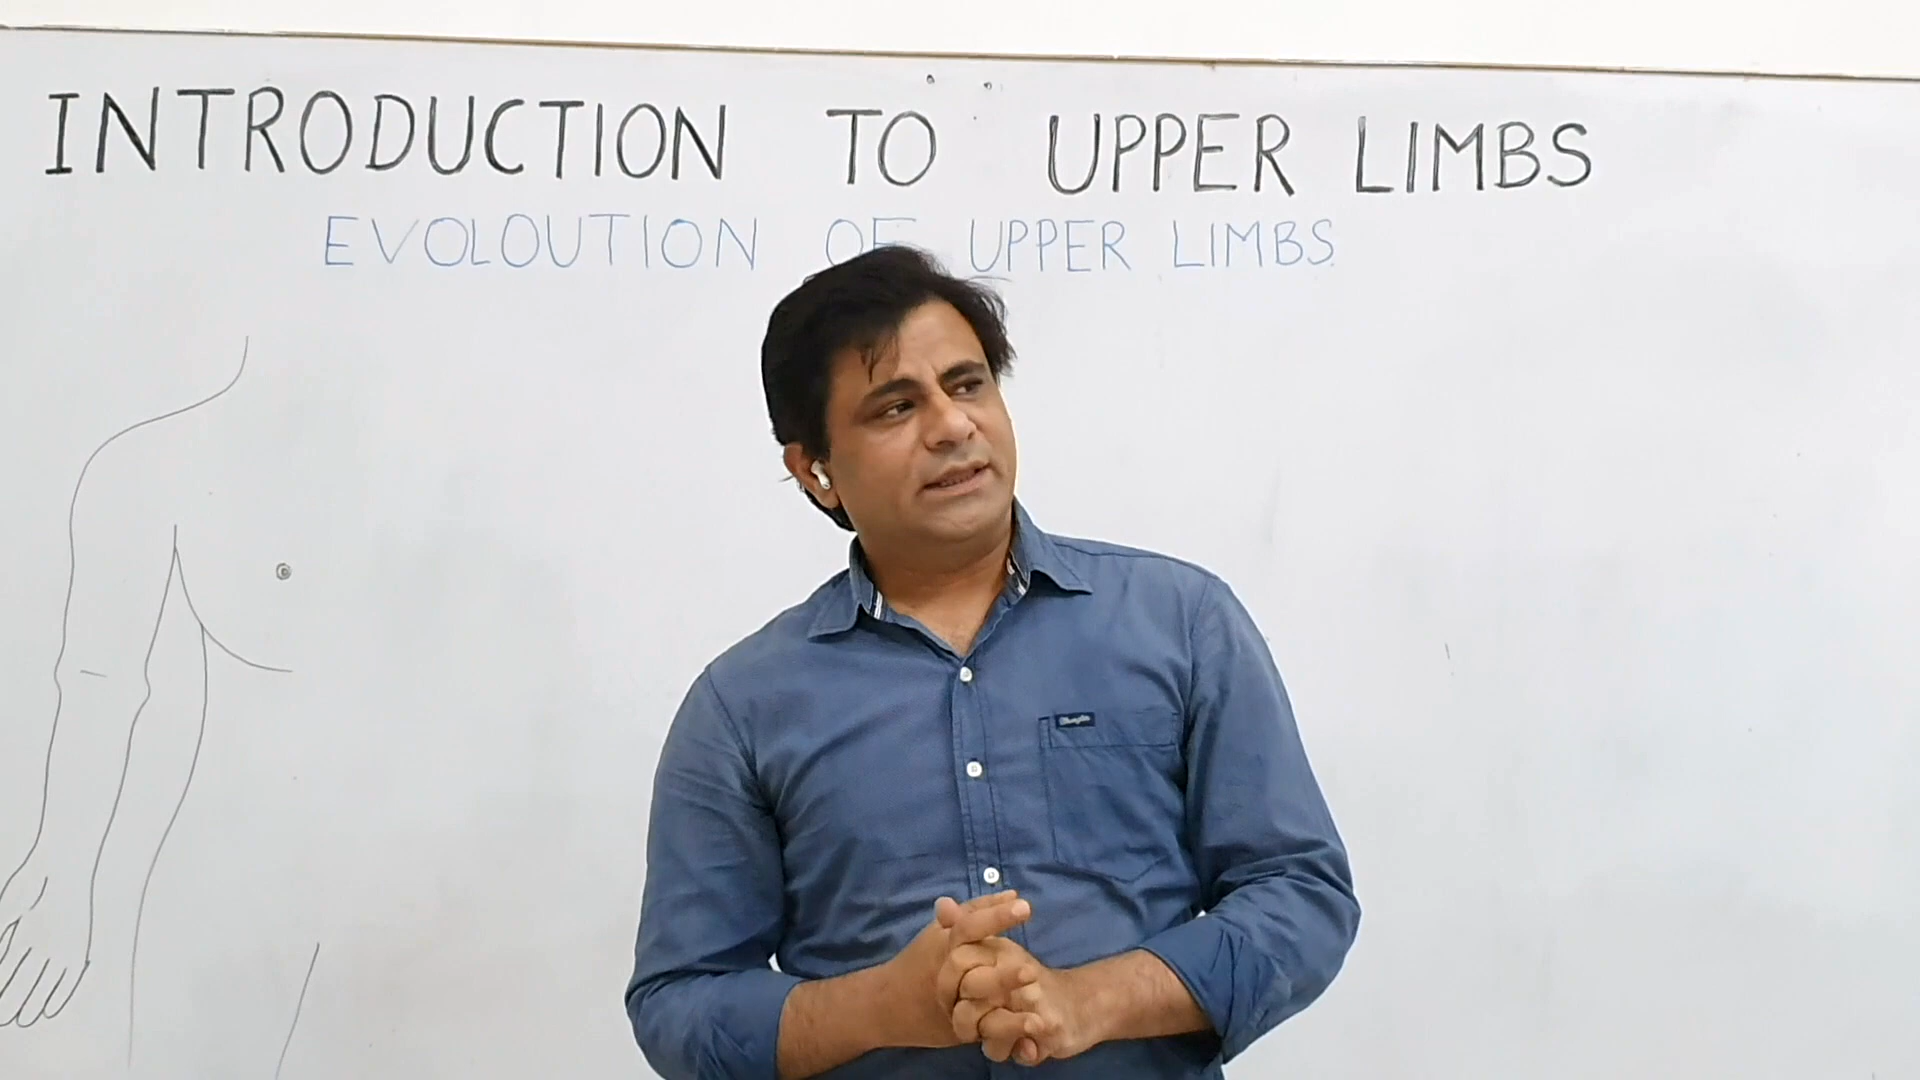 INTRODUCTION TO UPPER LIMBS
EVOLOUTION OF UPPER LIMBS